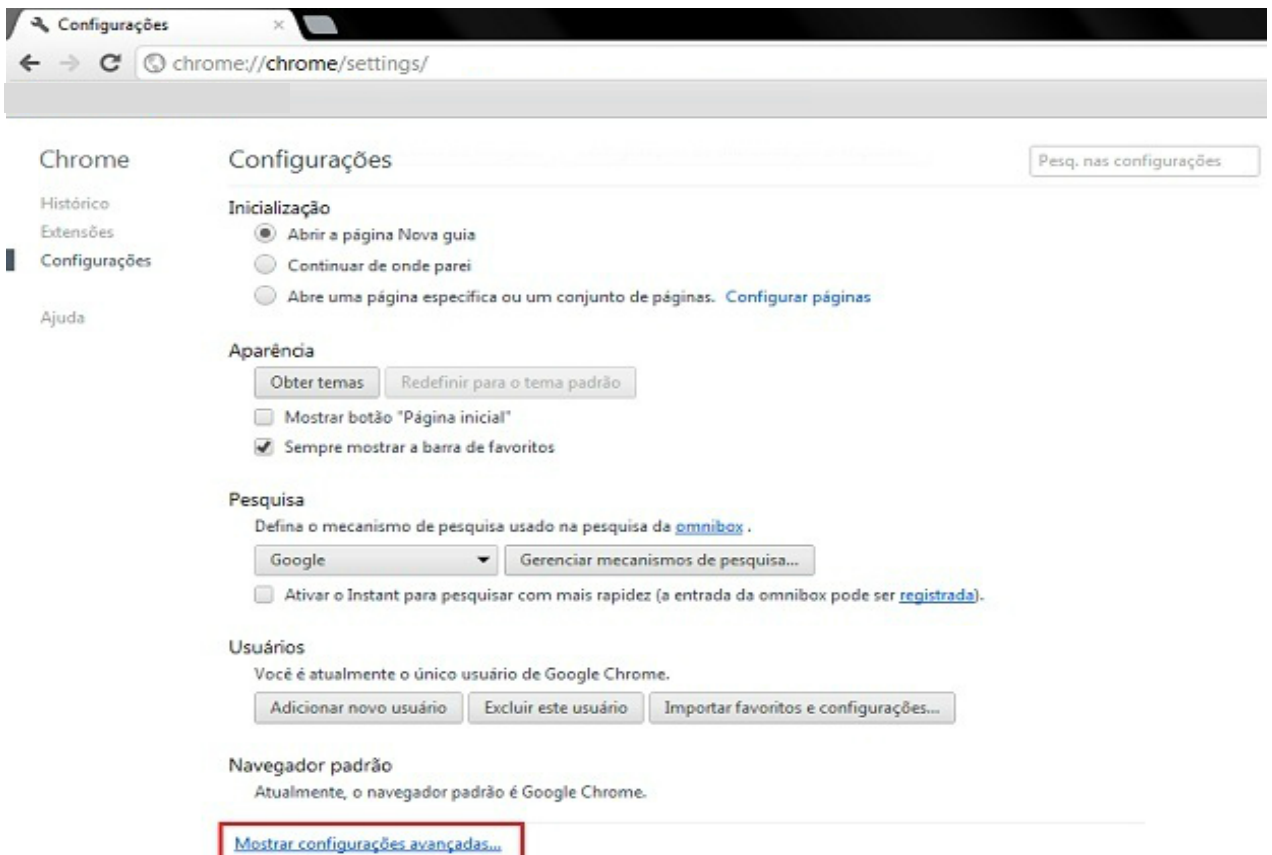 Configurações
chrome://chrome/settings/
Chrome
Histórico
Extensões
Configurações
Ajuda
Configurações
Pesq. nas configurações
Inicialização
Abrir a página Nova guia
Continuar de onde parei
Abre uma página específica ou um conjunto de páginas. Configurar páginas
Aparência
Obter temas Redefinir para o tema padrão
Mostrar botão "Página inicial"
Sempre mostrar a barra de favoritos
Pesquisa
Defina o mecanismo de pesquisa usado na pesquisa da omnibox .
Google Gerenciar mecanismos de pesquisa...
Ativar o Instant para pesquisar com mais rapidez (a entrada da omnibox pode ser registrada).
Usuários
Você é atualmente o único usuário de Google Chrome.
Adicionar novo usuário Excluir este usuário Importar favoritos e configurações...
Navegador padrão
Atualmente, o navegador padrão é Google Chrome.
Mostrar configurações avançadas...